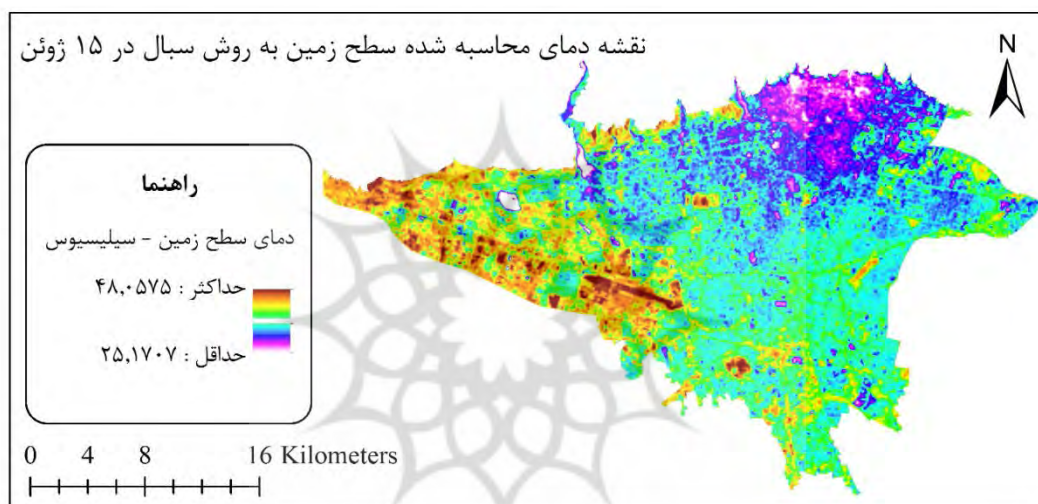 نقشه دمای محاسبه شده سطح زمین به روش سبال در ۱۵ ژوئن
N
راهنما
دمای سطح زمین - سیلیسیوس
حداکثر : ۴۸,۰۵۷۵
حداقل : ۲۵,۱۷۰۷
0 4 8 16 Kilometers